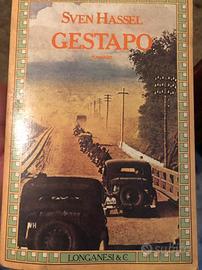 SVEN HASSEL
GESTAPO
WH
LONGANESI & C
Subito